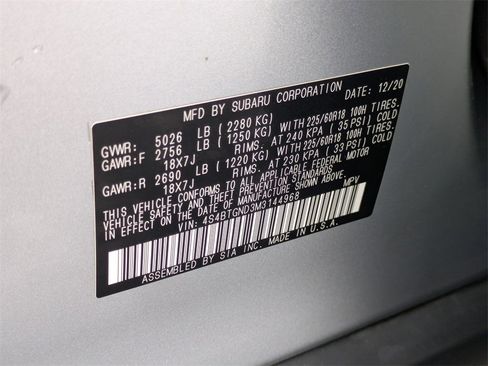 MFD BY SUBARU CORPORATION DATE: 12/20
GVWR: 5026 LB (2280 KG)
GAWR:F 2756 LB (1250 KG) WITH 225/60R18 100H TIRES.
18X7J RIMS. AT 240 KPA (35 PSI) COLD
GAWR:R 2690 LB (1220 KG) WITH 225/60R18 100H TIRES.
18X7J RIMS. AT 230 KPA (33 PSI) COLD
THIS VEHICLE CONFORMS TO ALL APPLICABLE FEDERAL MOTOR
VEHICLE SAFETY AND THEFT PREVENTION STANDARDS
IN EFFECT ON THE DATE OF MANUFACTURE SHOWN ABOVE.
VIN: 4S4BTGND3M3144968 MPV
ASSEMBLED BY SIA INC. MADE IN U.S.A.